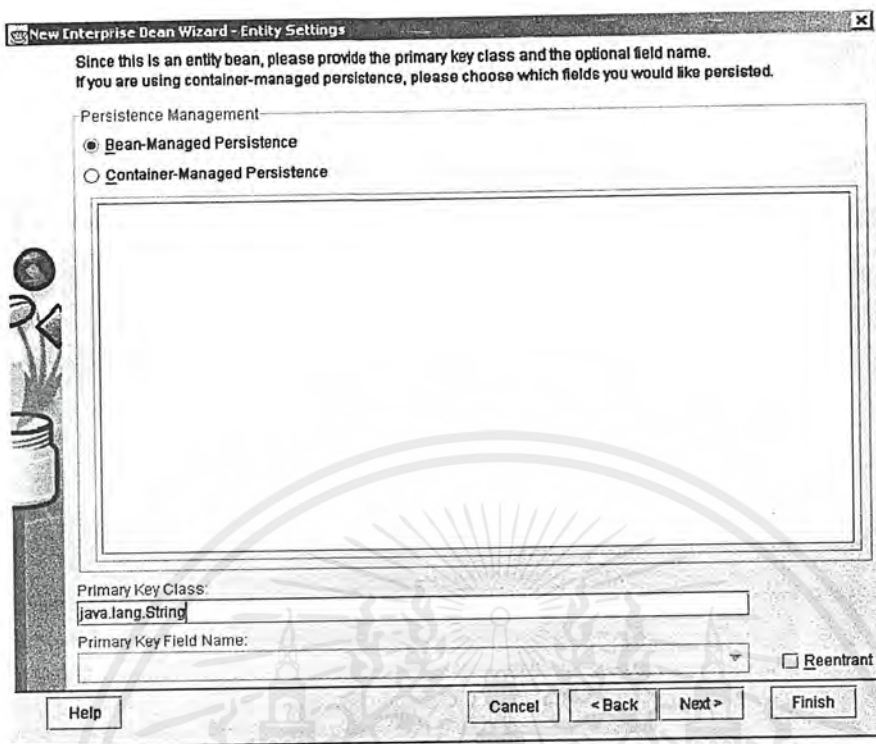 New Enterprise Bean Wizard - Entity Settings
Since this is an entity bean, please provide the primary key class and the optional field name.
If you are using container-managed persistence, please choose which fields you would like persisted.
Persistence Management
Bean-Managed Persistence
Container-Managed Persistence
Primary Key Class:
java.lang.String
Primary Key Field Name:
Reentrant
Help
Cancel
< Back
Next >
Finish